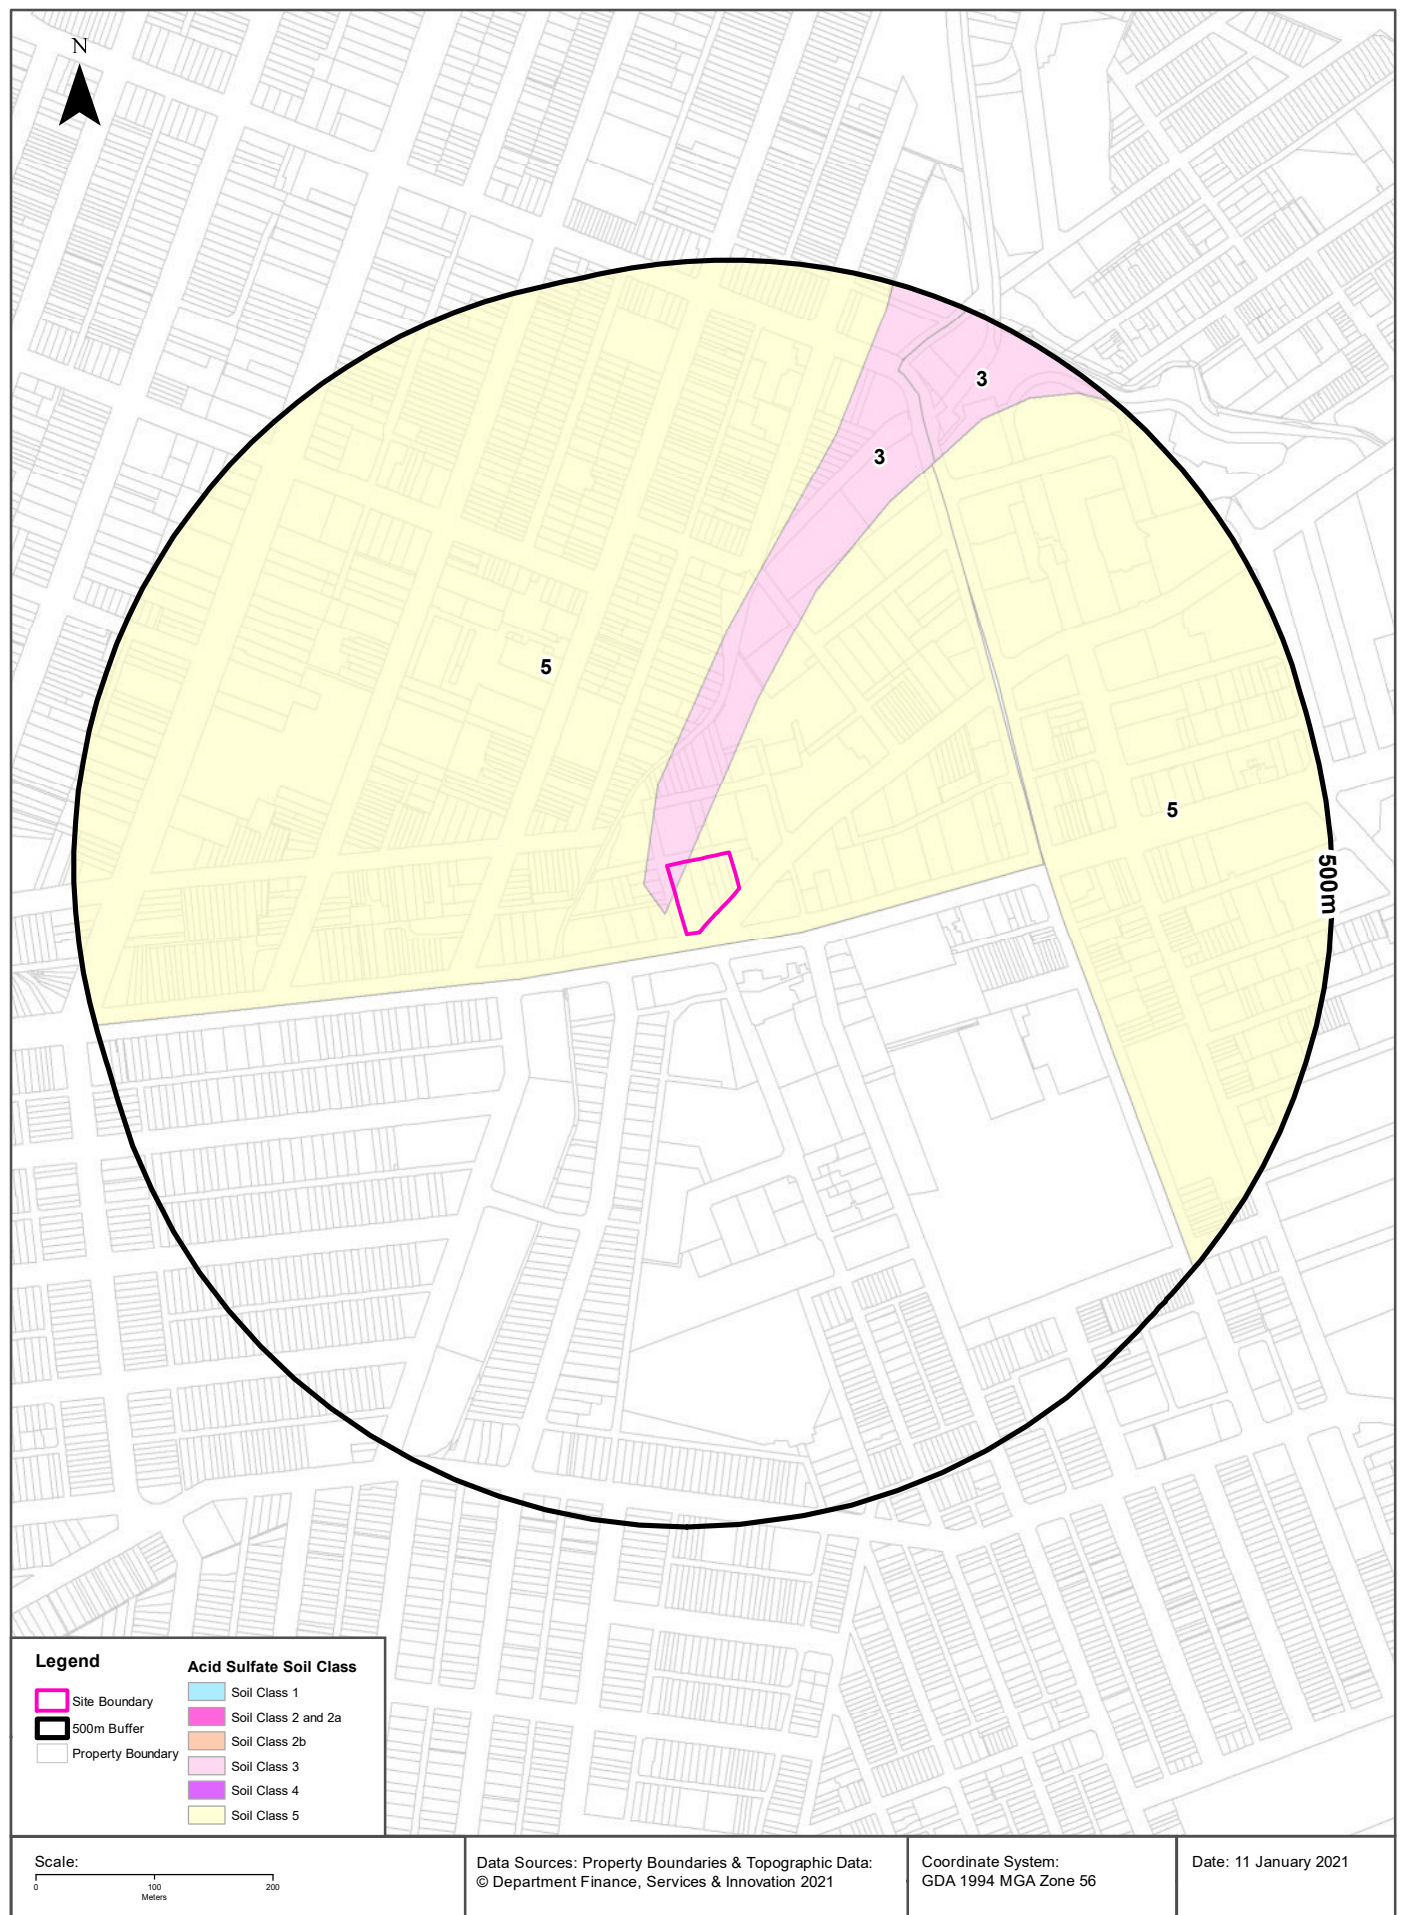 N
3
3
5
5
500m
Legend
Site Boundary
500m Buffer
Property Boundary
Acid Sulfate Soil Class
Soil Class 1
Soil Class 2 and 2a
Soil Class 2b
Soil Class 3
Soil Class 4
Soil Class 5
Scale:
0 100 200
Meters
Data Sources: Property Boundaries & Topographic Data:
© Department Finance, Services & Innovation 2021
Coordinate System:
GDA 1994 MGA Zone 56
Date: 11 January 2021